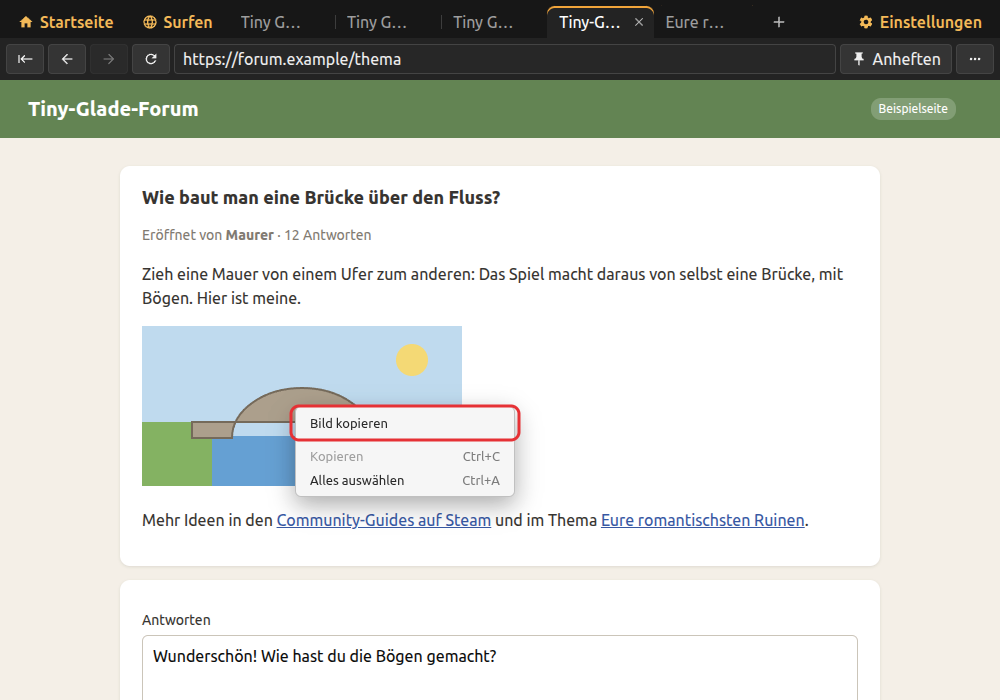 Startseite
Surfen
Tiny G…
Tiny G…
Tiny G…
Tiny-G…
Eure r…
Einstellungen
https://forum.example/thema
Anheften
Tiny-Glade-Forum
Beispielseite
Wie baut man eine Brücke über den Fluss?
Eröffnet von Maurer · 12 Antworten
Zieh eine Mauer von einem Ufer zum anderen: Das Spiel macht daraus von selbst eine Brücke, mit
Bögen. Hier ist meine.
Bild kopieren
Kopieren Ctrl+C
Alles auswählen Ctrl+A
Mehr Ideen in den Community-Guides auf Steam und im Thema Eure romantischsten Ruinen.
Antworten
Wunderschön! Wie hast du die Bögen gemacht?